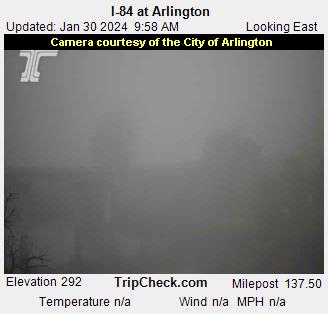 I-84 at Arlington
Updated: Jan 30 2024 9:58 AM Looking East
Camera courtesy of the City of Arlington
Elevation 292 TripCheck.com Milepost 137.50
Temperature n/a Wind n/a MPH n/a